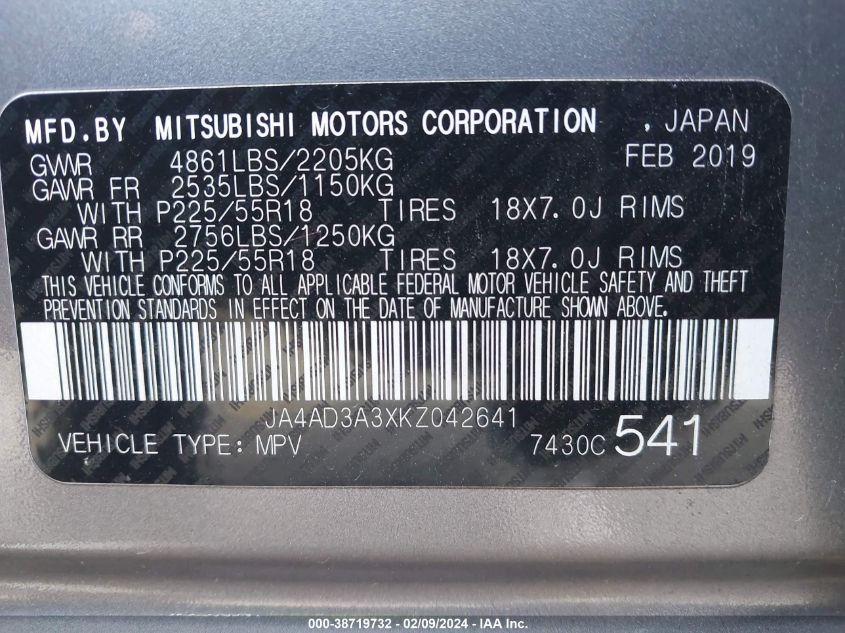 MFD.BY MITSUBISHI MOTORS CORPORATION , JAPAN
GVWR 4861LBS/2205KG FEB 2019
GAWR FR 2535LBS/1150KG
WITH P225/55R18 TIRES 18X7.0J RIMS
GAWR RR 2756LBS/1250KG
WITH P225/55R18 TIRES 18X7.0J RIMS
THIS VEHICLE CONFORMS TO ALL APPLICABLE FEDERAL MOTOR VEHICLE SAFETY AND THEFT
PREVENTION STANDARDS IN EFFECT ON THE DATE OF MANUFACTURE SHOWN ABOVE.
JA4AD3A3XKZ042641
VEHICLE TYPE: MPV 7430C 541
000-38719732 - 02/09/2024 - IAA Inc.